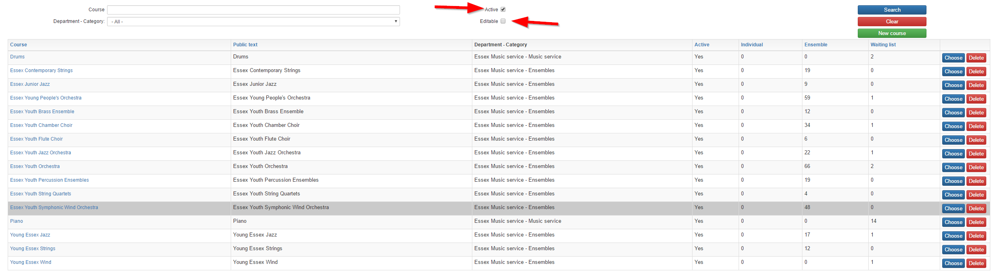 Course Active Search
Department - Category: - All - Editable Clear
New course
Course Public text Department - Category Active Individual Ensemble Waiting list
Drums Drums Essex Music service - Music service Yes 0 0 2 Choose Delete
Essex Contemporary Strings Essex Contemporary Strings Essex Music service - Ensembles Yes 0 19 0 Choose Delete
Essex Junior Jazz Essex Junior Jazz Essex Music service - Ensembles Yes 0 9 0 Choose Delete
Essex Young People's Orchestra Essex Young People's Orchestra Essex Music service - Ensembles Yes 0 59 1 Choose Delete
Essex Youth Brass Ensemble Essex Youth Brass Ensemble Essex Music service - Ensembles Yes 0 12 0 Choose Delete
Essex Youth Chamber Choir Essex Youth Chamber Choir Essex Music service - Ensembles Yes 0 34 1 Choose Delete
Essex Youth Flute Choir Essex Youth Flute Choir Essex Music service - Ensembles Yes 0 6 0 Choose Delete
Essex Youth Jazz Orchestra Essex Youth Jazz Orchestra Essex Music service - Ensembles Yes 0 22 1 Choose Delete
Essex Youth Orchestra Essex Youth Orchestra Essex Music service - Ensembles Yes 0 66 2 Choose Delete
Essex Youth Percussion Ensembles Essex Youth Percussion Ensembles Essex Music service - Ensembles Yes 0 19 0 Choose Delete
Essex Youth String Quartets Essex Youth String Quartets Essex Music service - Ensembles Yes 0 4 0 Choose Delete
Essex Youth Symphonic Wind Orchestra Essex Youth Symphonic Wind Orchestra Essex Music service - Ensembles Yes 0 48 0 Choose Delete
Piano Piano Essex Music service - Music service Yes 0 0 14 Choose Delete
Young Essex Jazz Young Essex Jazz Essex Music service - Ensembles Yes 0 17 1 Choose Delete
Young Essex Strings Young Essex Strings Essex Music service - Ensembles Yes 0 12 0 Choose Delete
Young Essex Wind Young Essex Wind Essex Music service - Ensembles Yes 0 0 1 Choose Delete